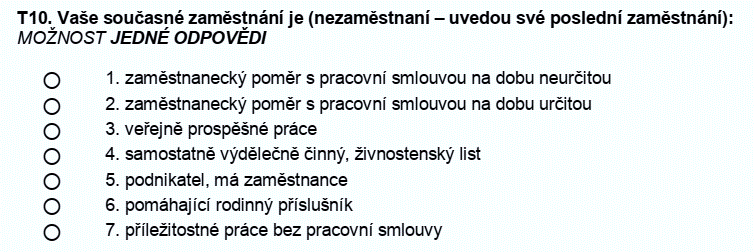 T10. Vaše současné zaměstnání je (nezaměstnaní – uvedou své poslední zaměstnání):
MOŽNOST JEDNÉ ODPOVĚDI
1. zaměstnanecký poměr s pracovní smlouvou na dobu neurčitou
2. zaměstnanecký poměr s pracovní smlouvou na dobu určitou
3. veřejně prospěšné práce
4. samostatně výdělečně činný, živnostenský list
5. podnikatel, má zaměstnance
6. pomáhající rodinný příslušník
7. příležitostné práce bez pracovní smlouvy